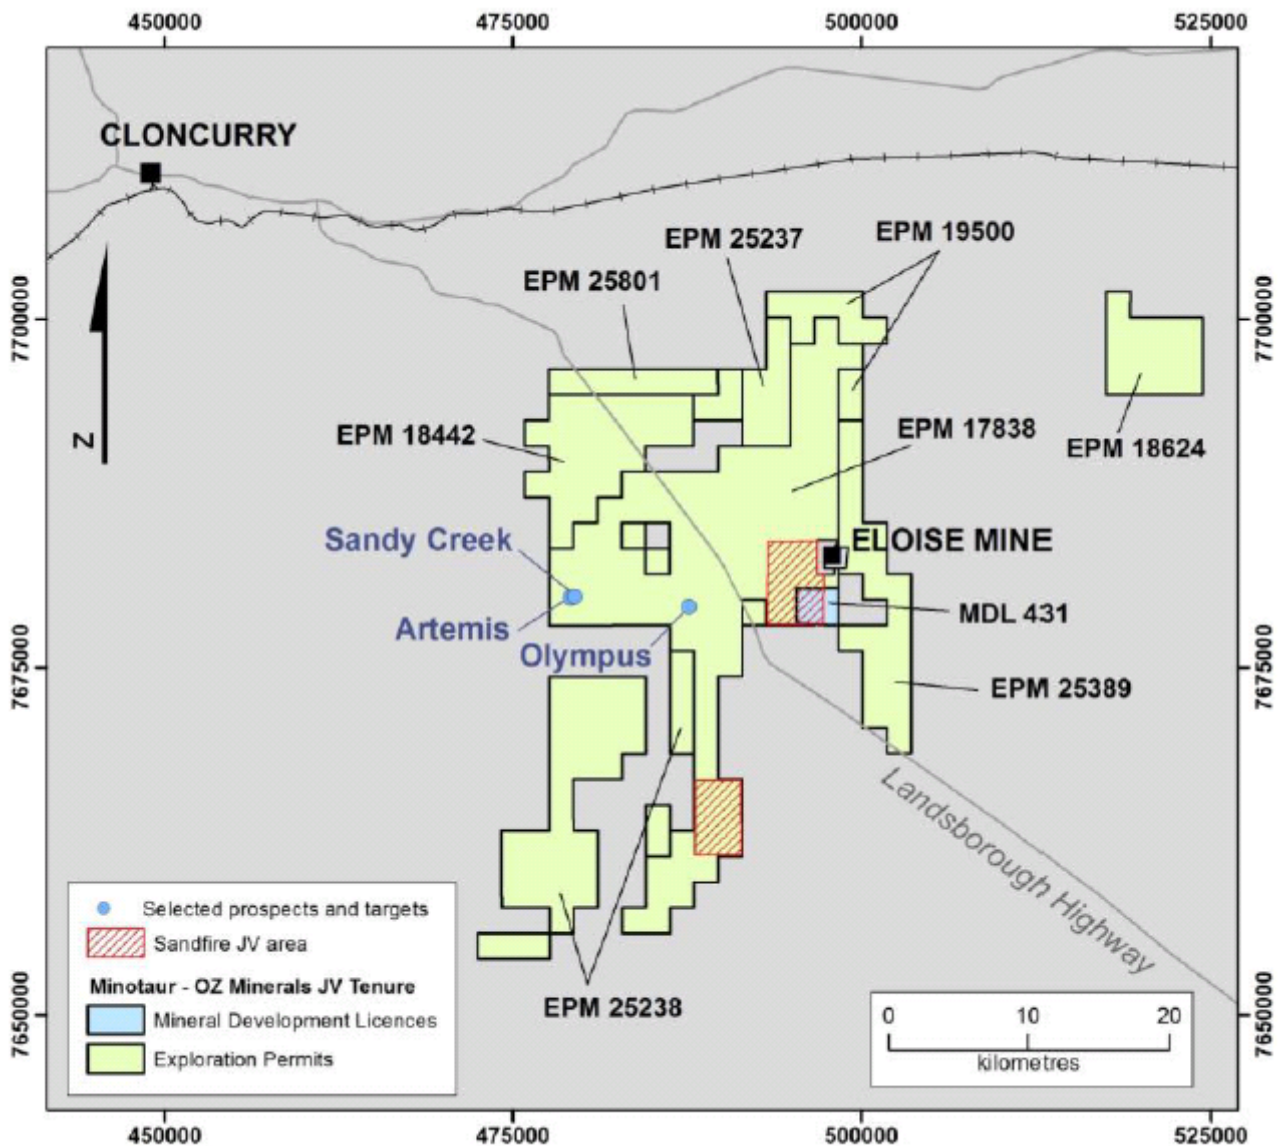 450000
475000
500000
525000
CLONCURRY
EPM 25237
EPM 19500
EPM 25801
7700000
7700000
EPM 18442
EPM 17838
EPM 18624
N
Sandy Creek
ELOISE MINE
Artemis
MDL 431
Olympus
7675000
7675000
EPM 25389
Landsborough Highway
Selected prospects and targets
Sandfire JV area
Minotaur - OZ Minerals JV Tenure
Mineral Development Licences
Exploration Permits
EPM 25238
7650000
7650000
0 10 20
kilometres
450000
475000
500000
525000